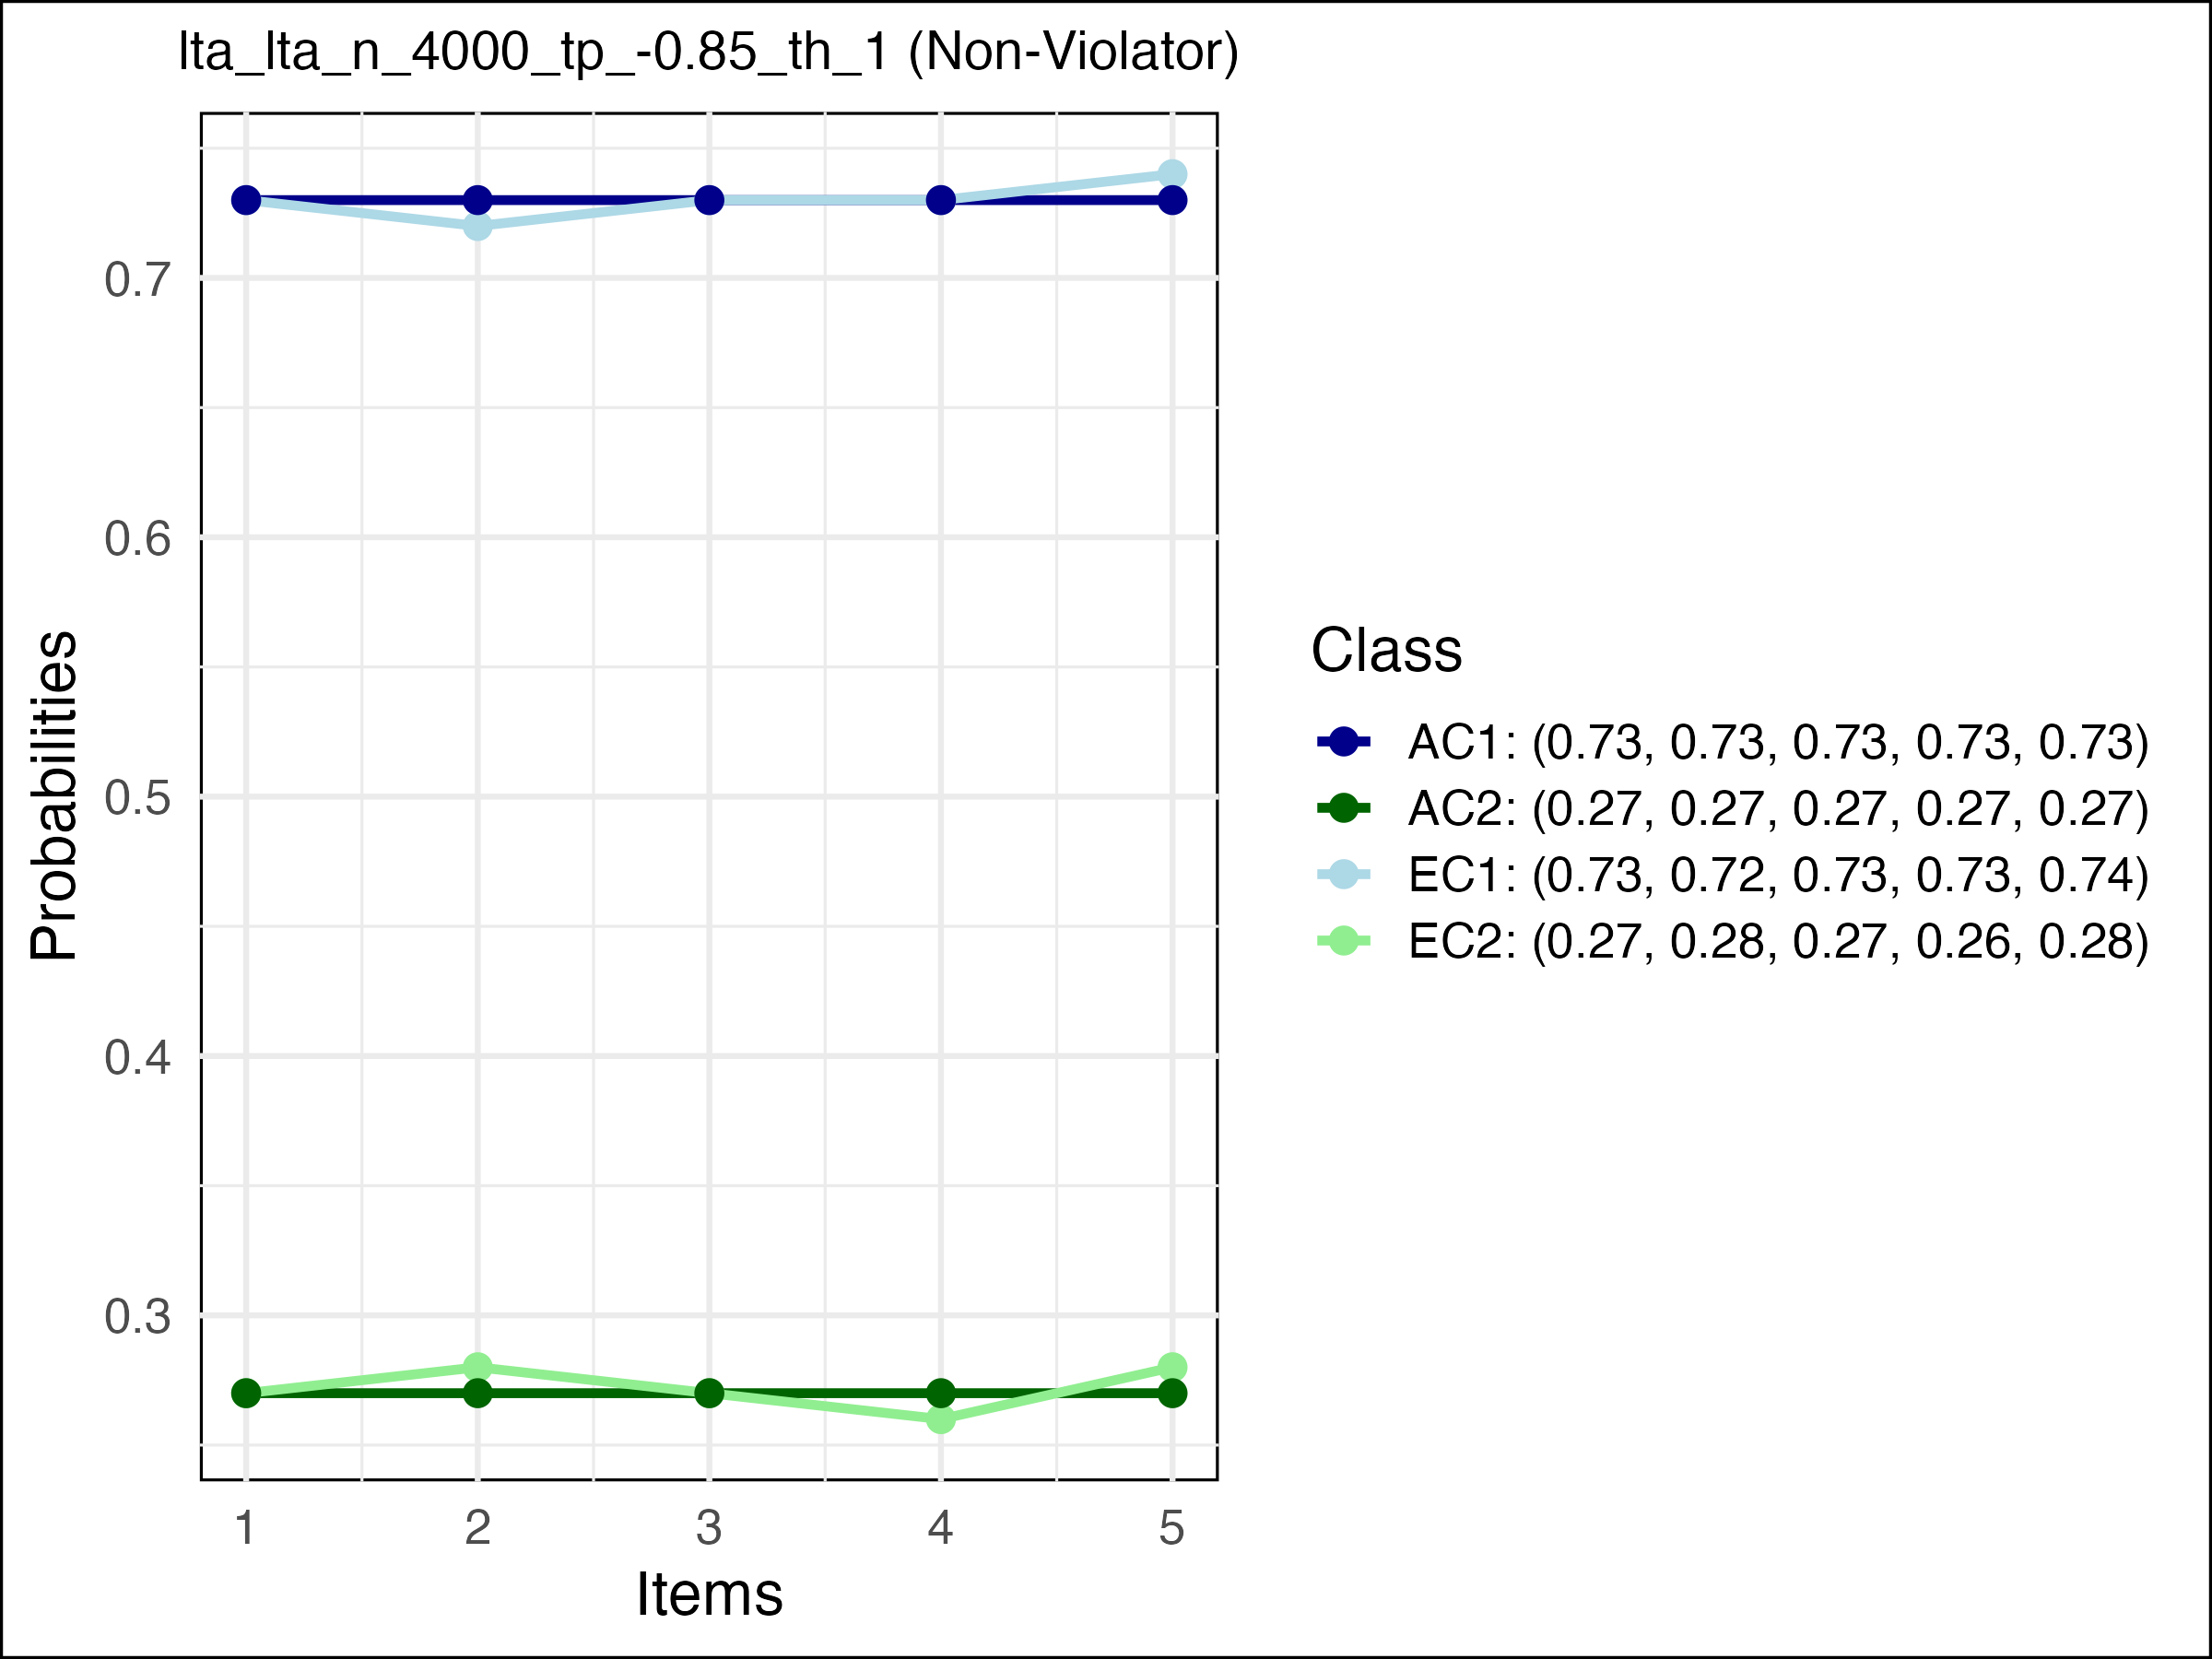 lta_lta_n_4000_tp_-0.85_th_1 (Non-Violator)
Probabilities
0.7
0.6
0.5
0.4
0.3
1 2 3 4 5
Items
Class
AC1: (0.73, 0.73, 0.73, 0.73, 0.73)
AC2: (0.27, 0.27, 0.27, 0.27, 0.27)
EC1: (0.73, 0.72, 0.73, 0.73, 0.74)
EC2: (0.27, 0.28, 0.27, 0.26, 0.28)